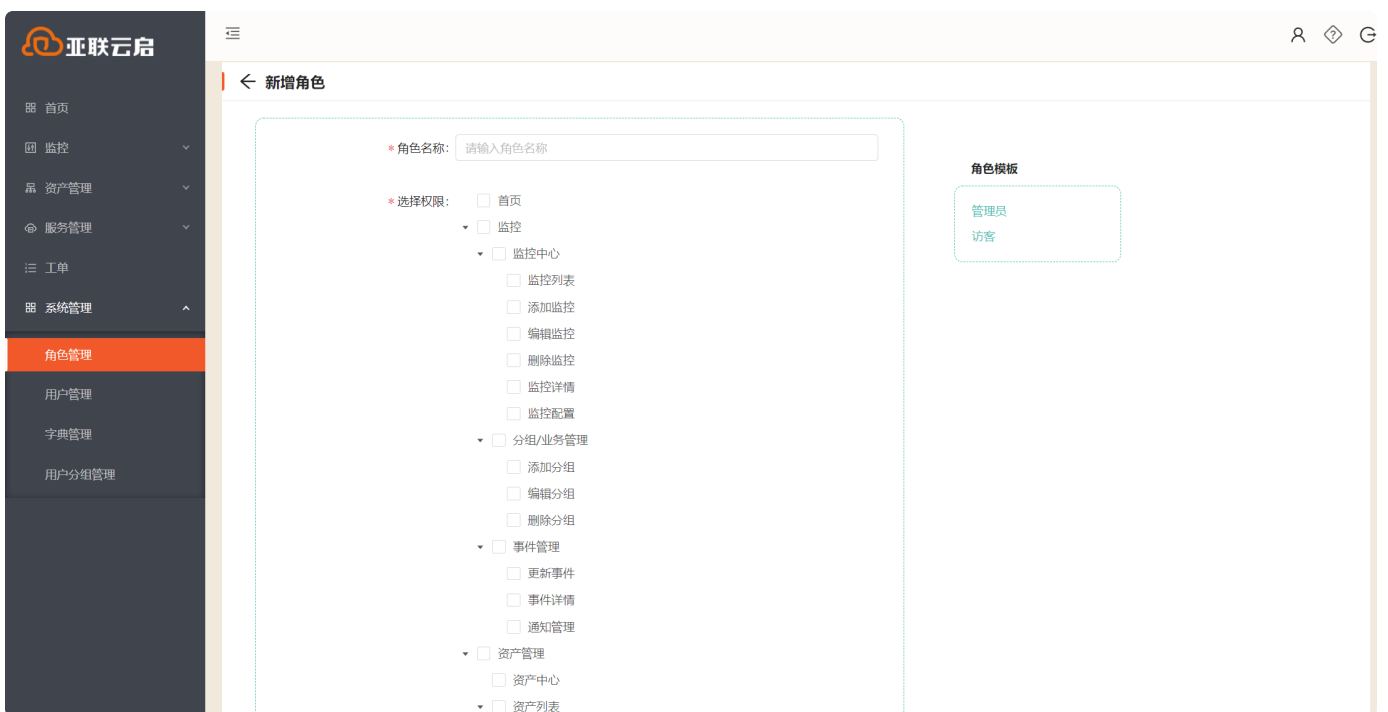 亚联云启
首页
监控
资产管理
服务管理
工单
系统管理
角色管理
用户管理
字典管理
用户分组管理
新增角色
* 角色名称: 请输入角色名称
* 选择权限: 首页
监控
监控中心
监控列表
添加监控
编辑监控
删除监控
监控详情
监控配置
分组/业务管理
添加分组
编辑分组
删除分组
事件管理
更新事件
事件详情
通知管理
资产管理
资产中心
资产列表
角色模板
管理员
访客